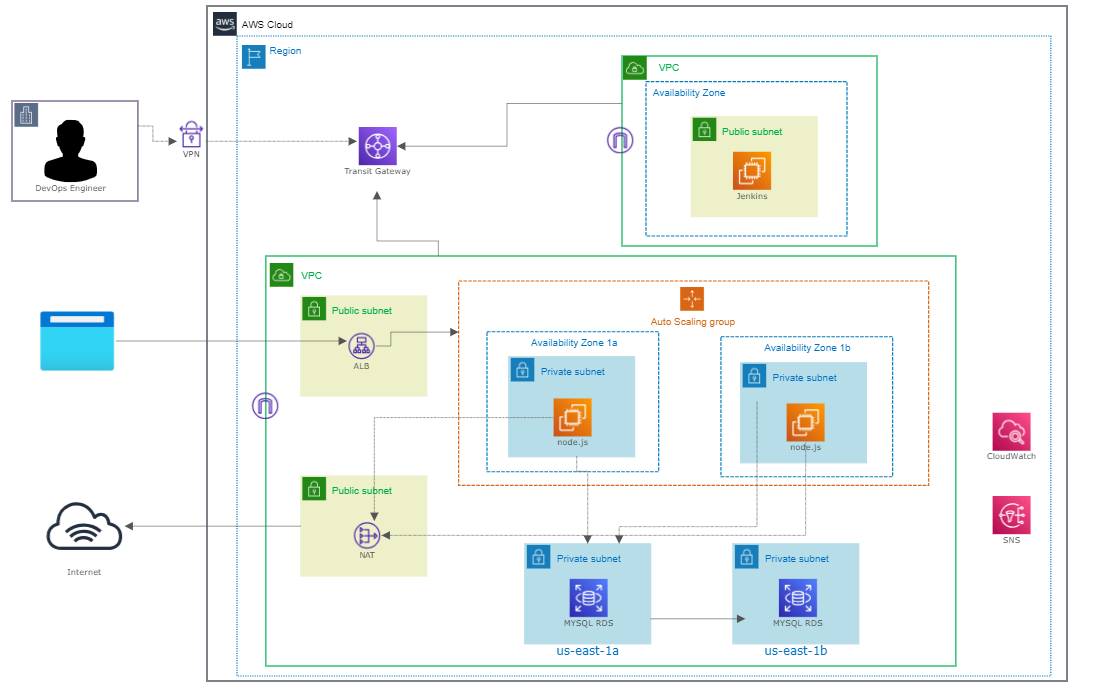 aws
AWS Cloud
Region
VPC
Availability Zone
Public subnet
Jenkins
DevOps Engineer
VPN
Transit Gateway
VPC
Public subnet
ALB
Auto Scaling group
Availability Zone 1a
Private subnet
node.js
Availability Zone 1b
Private subnet
node.js
CloudWatch
SNS
Public subnet
NAT
Internet
Private subnet
MYSQL RDS
us-east-1a
Private subnet
MYSQL RDS
us-east-1b